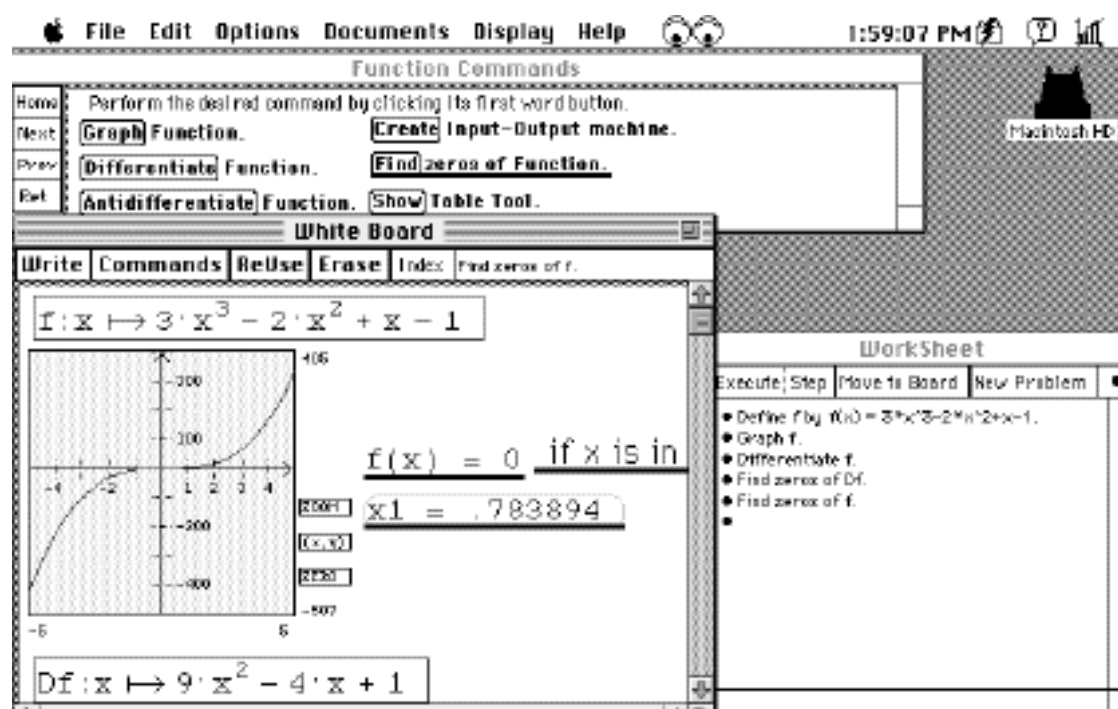 File Edit Options Documents Display Help 1:59:07 PM
Function Commands
Home
Next
Prev
Ret
Perform the desired command by clicking its first word button.
Graph Function.
Create Input-Output machine.
Differentiate Function.
Find zeros of Function.
Antidifferentiate Function.
Show Table Tool.
Macintosh HD
White Board
Write Commands ReUse Erase Index Find zeros of f.
f:x ↦ 3·x³ − 2·x² + x − 1
405
300
100
-4 -2 1 2 3 4
-200
-400
-507
-5 5
ZOOM
(x,y)
ZERO
f(x) = 0 if x is in
x1 = .783894
Df:x ↦ 9·x² − 4·x + 1
WorkSheet
Execute Step Move to Board New Problem
• Define f by f(x) = 3*x^3-2*x^2+x-1.
• Graph f.
• Differentiate f.
• Find zeros of Df.
• Find zeros of f.
•